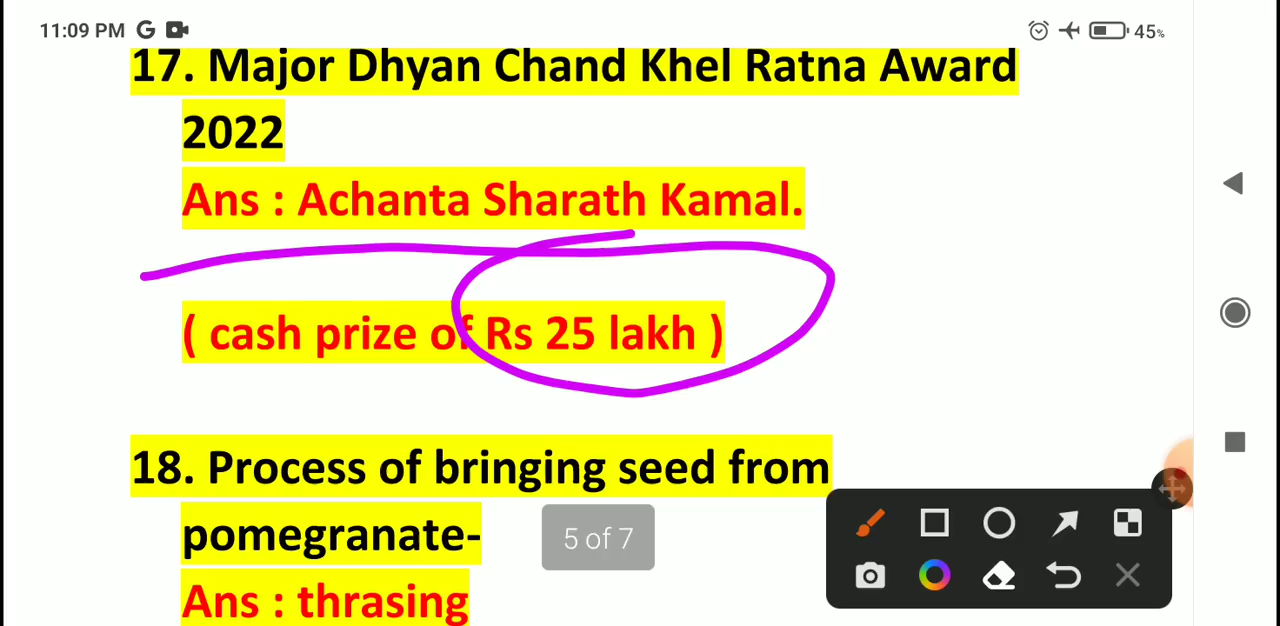 11:09 PM G 45%
17. Major Dhyan Chand Khel Ratna Award
2022
Ans : Achanta Sharath Kamal.
( cash prize of Rs 25 lakh )
18. Process of bringing seed from
pomegranate-
5 of 7
Ans : thrasing